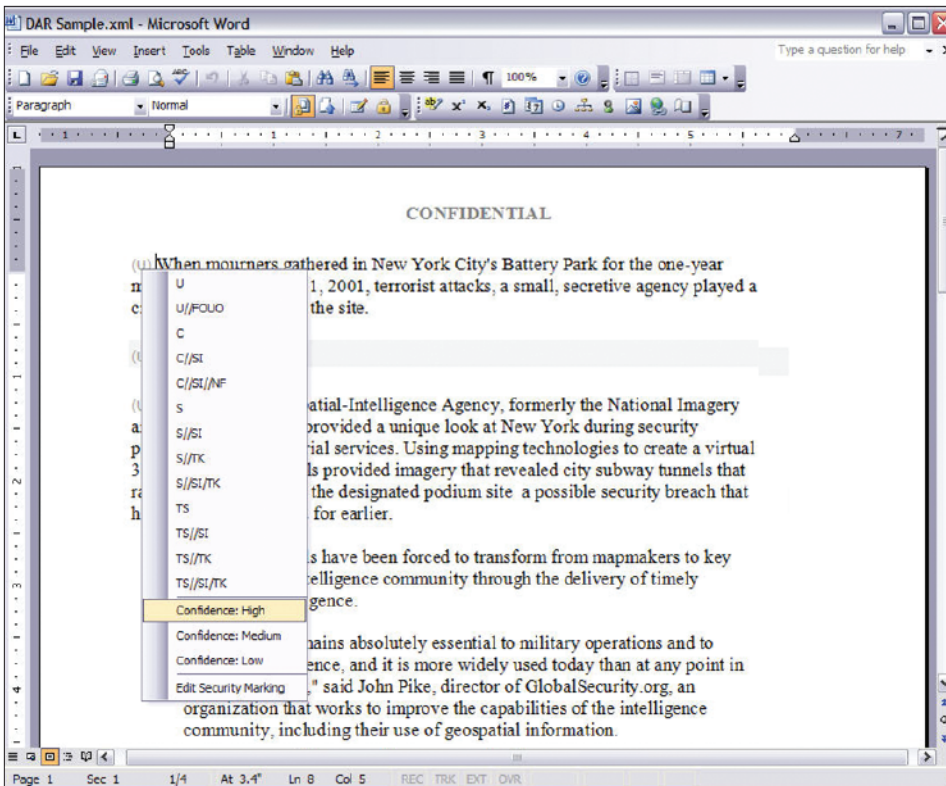 DAR Sample.xml - Microsoft Word
File Edit View Insert Tools Table Window Help Type a question for help
100%
Paragraph Normal
L 1 1 2 3 4 5 7
CONFIDENTIAL
(U) When mourners gathered in New York City's Battery Park for the one-year
m 1, 2001, terrorist attacks, a small, secretive agency played a
c the site.
(U
(U atial-Intelligence Agency, formerly the National Imagery
a provided a unique look at New York during security
p rial services. Using mapping technologies to create a virtual
3 ls provided imagery that revealed city subway tunnels that
ra the designated podium site a possible security breach that
h for earlier.
s have been forced to transform from mapmakers to key
elligence community through the delivery of timely
gence.
mains absolutely essential to military operations and to
ence, and it is more widely used today than at any point in
," said John Pike, director of GlobalSecurity.org, an
organization that works to improve the capabilities of the intelligence
community, including their use of geospatial information.
U
U//FOUO
C
C//SI
C//SI//NF
S
S//SI
S//TK
S//SI/TK
TS
TS//SI
TS//TK
TS//SI/TK
Confidence: High
Confidence: Medium
Confidence: Low
Edit Security Marking
Page 1 Sec 1 1/4 At 3.4" Ln 8 Col 5 REC TRK EXT OVR